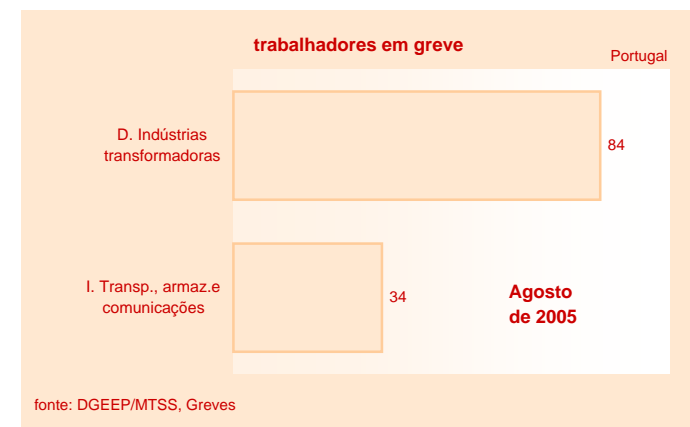 trabalhadores em greve
Portugal
D. Indústrias
transformadoras
84
I. Transp., armaz.e
comunicações
34
Agosto
de 2005
fonte: DGEEP/MTSS, Greves